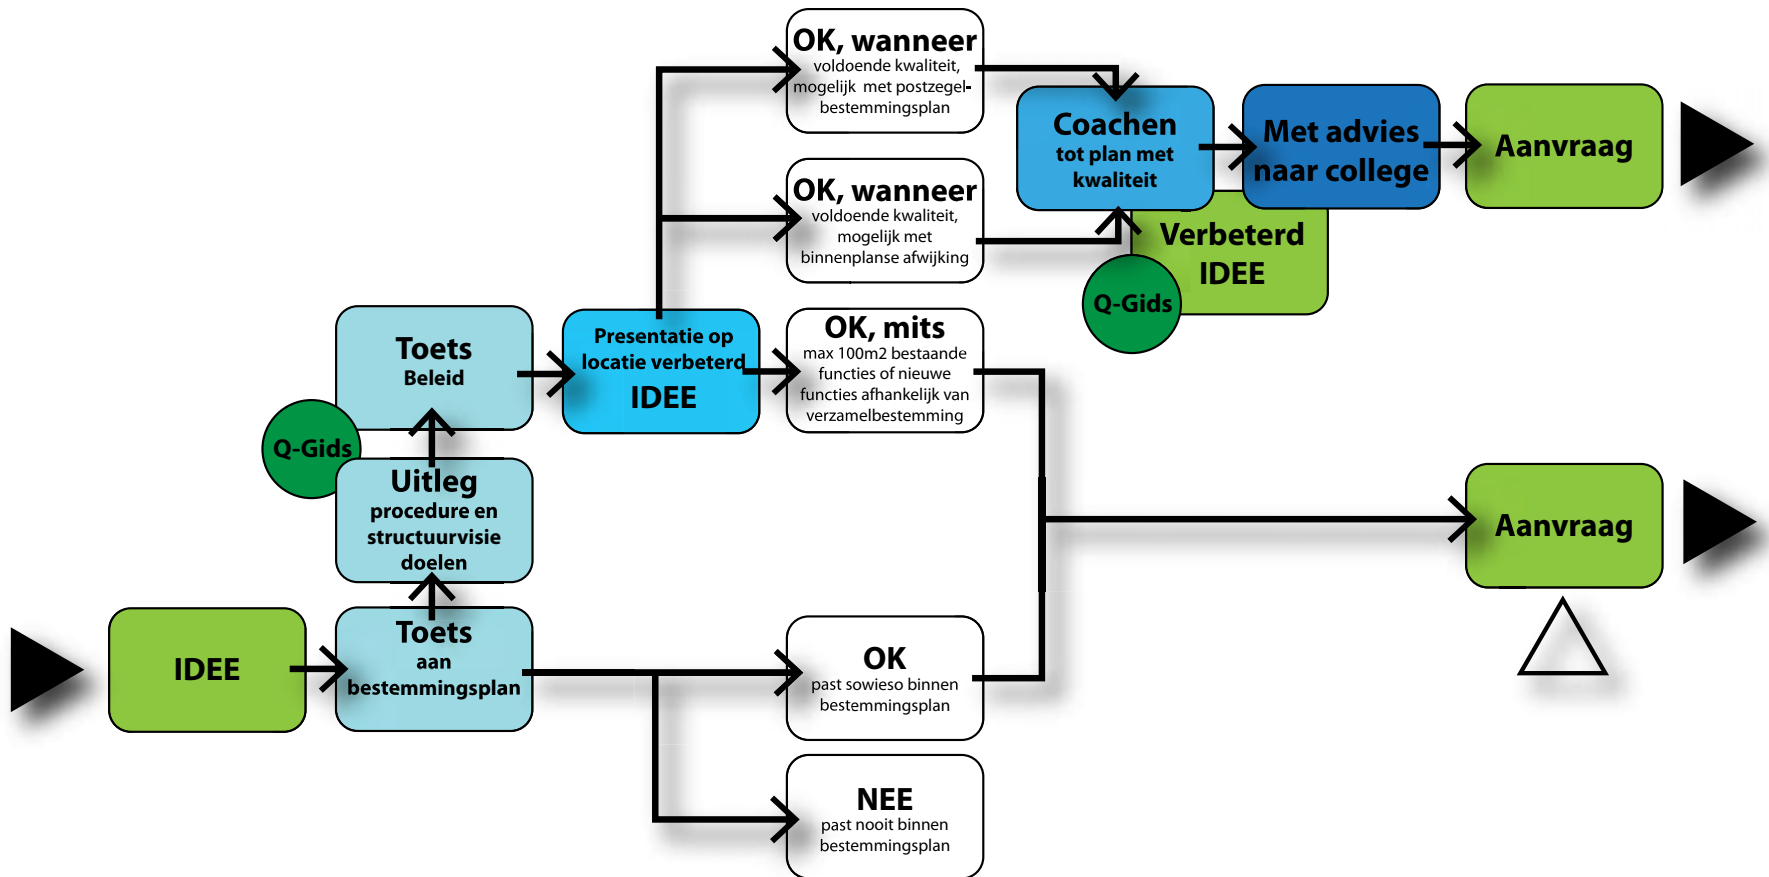 IDEE
Toets
aan
bestemmingsplan
Uitleg
procedure en
structuurvisie
doelen
Q-Gids
Toets
Beleid
Presentatie op
locatie verbeterd
IDEE
OK, wanneer
voldoende kwaliteit,
mogelijk met postzegel-
bestemmingsplan
OK, wanneer
voldoende kwaliteit,
mogelijk met
binnenplanse afwijking
OK, mits
max 100m2 bestaande
functies of nieuwe
functies afhankelijk van
verzamelbestemming
OK
past sowieso binnen
bestemmingsplan
NEE
past nooit binnen
bestemmingsplan
Coachen
tot plan met
kwaliteit
Q-Gids
Verbeterd
IDEE
Met advies
naar college
Aanvraag
Aanvraag